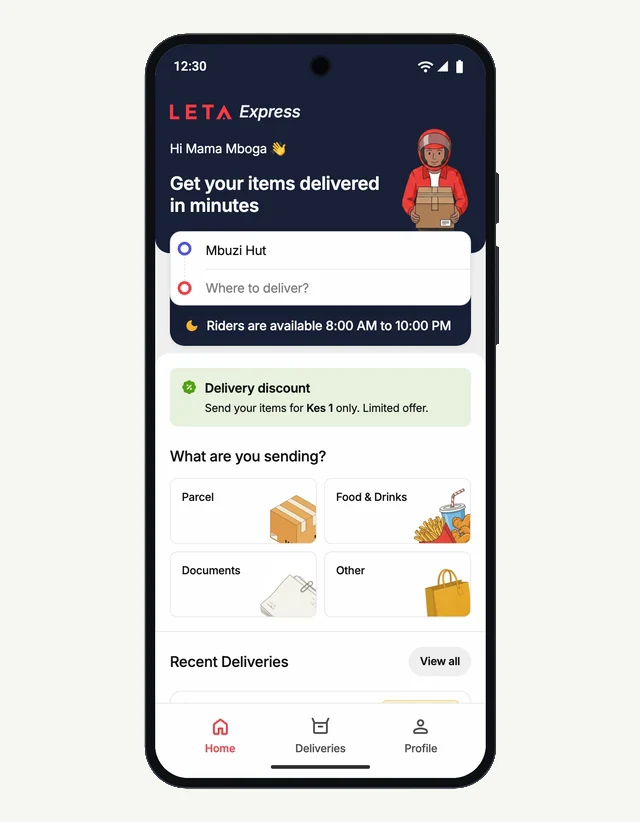 12:30
LETA Express
Hi Mama Mboga 👋
Get your items delivered
in minutes
Mbuzi Hut
Where to deliver?
Riders are available 8:00 AM to 10:00 PM
Delivery discount
Send your items for Kes 1 only. Limited offer.
What are you sending?
Parcel
Food & Drinks
Documents
Other
Recent Deliveries
View all
Home
Deliveries
Profile